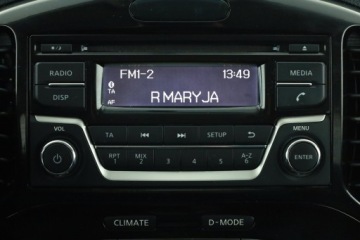 RADIO
DISP
FM1-2 13:49
TA
AF
R MARYJA
MEDIA
VOL
TA
SETUP
MENU
RPT
1
MIX
2
3
4
5
A-Z
6
ENTER
CLIMATE
D-MODE